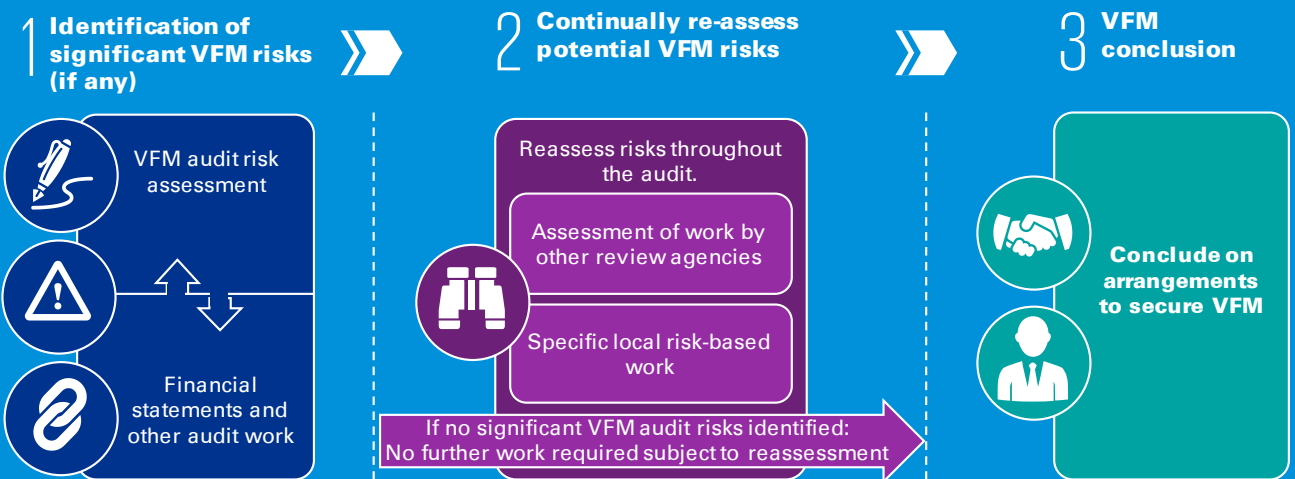 1
Identification of
significant VFM risks
(if any)
2
Continually re-assess
potential VFM risks
3
VFM
conclusion
VFM audit risk
assessment
Financial
statements and
other audit work
Reassess risks throughout
the audit.
Assessment of work by
other review agencies
Specific local risk-based
work
If no significant VFM audit risks identified:
No further work required subject to reassessment
Conclude on
arrangements
to secure VFM